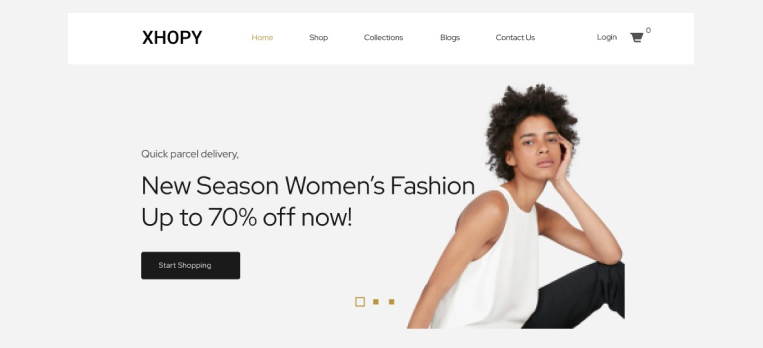 XHOPY
Home
Shop
Collections
Blogs
Contact Us
Login
0
Quick parcel delivery,
New Season Women’s Fashion
Up to 70% off now!
Start Shopping